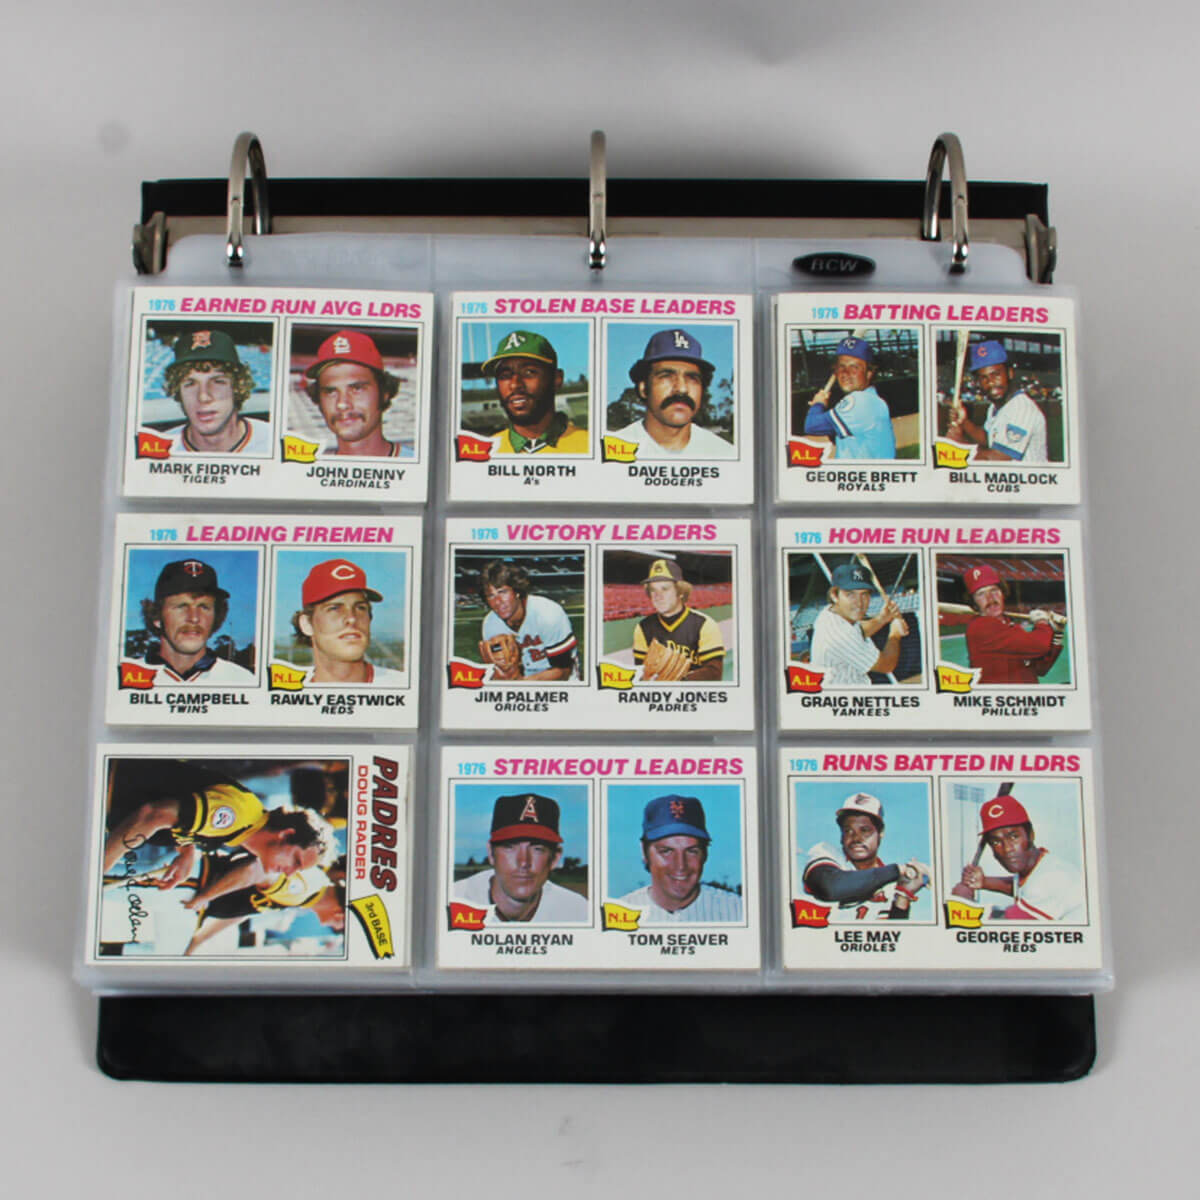 BCW
1976 EARNED RUN AVG LDRS
A.L. N.L.
MARK FIDRYCH JOHN DENNY
TIGERS CARDINALS
1976 STOLEN BASE LEADERS
A.L. N.L.
BILL NORTH DAVE LOPES
A's DODGERS
1976 BATTING LEADERS
A.L. N.L.
GEORGE BRETT BILL MADLOCK
ROYALS CUBS
1976 LEADING FIREMEN
A.L. N.L.
BILL CAMPBELL RAWLY EASTWICK
TWINS REDS
1976 VICTORY LEADERS
A.L. N.L.
JIM PALMER RANDY JONES
ORIOLES PADRES
1976 HOME RUN LEADERS
A.L. N.L.
GRAIG NETTLES MIKE SCHMIDT
YANKEES PHILLIES
PADRES
DOUG RADER
3rd BASE
1976 STRIKEOUT LEADERS
A.L. N.L.
NOLAN RYAN TOM SEAVER
ANGELS METS
1976 RUNS BATTED IN LDRS
A.L. N.L.
LEE MAY GEORGE FOSTER
ORIOLES REDS